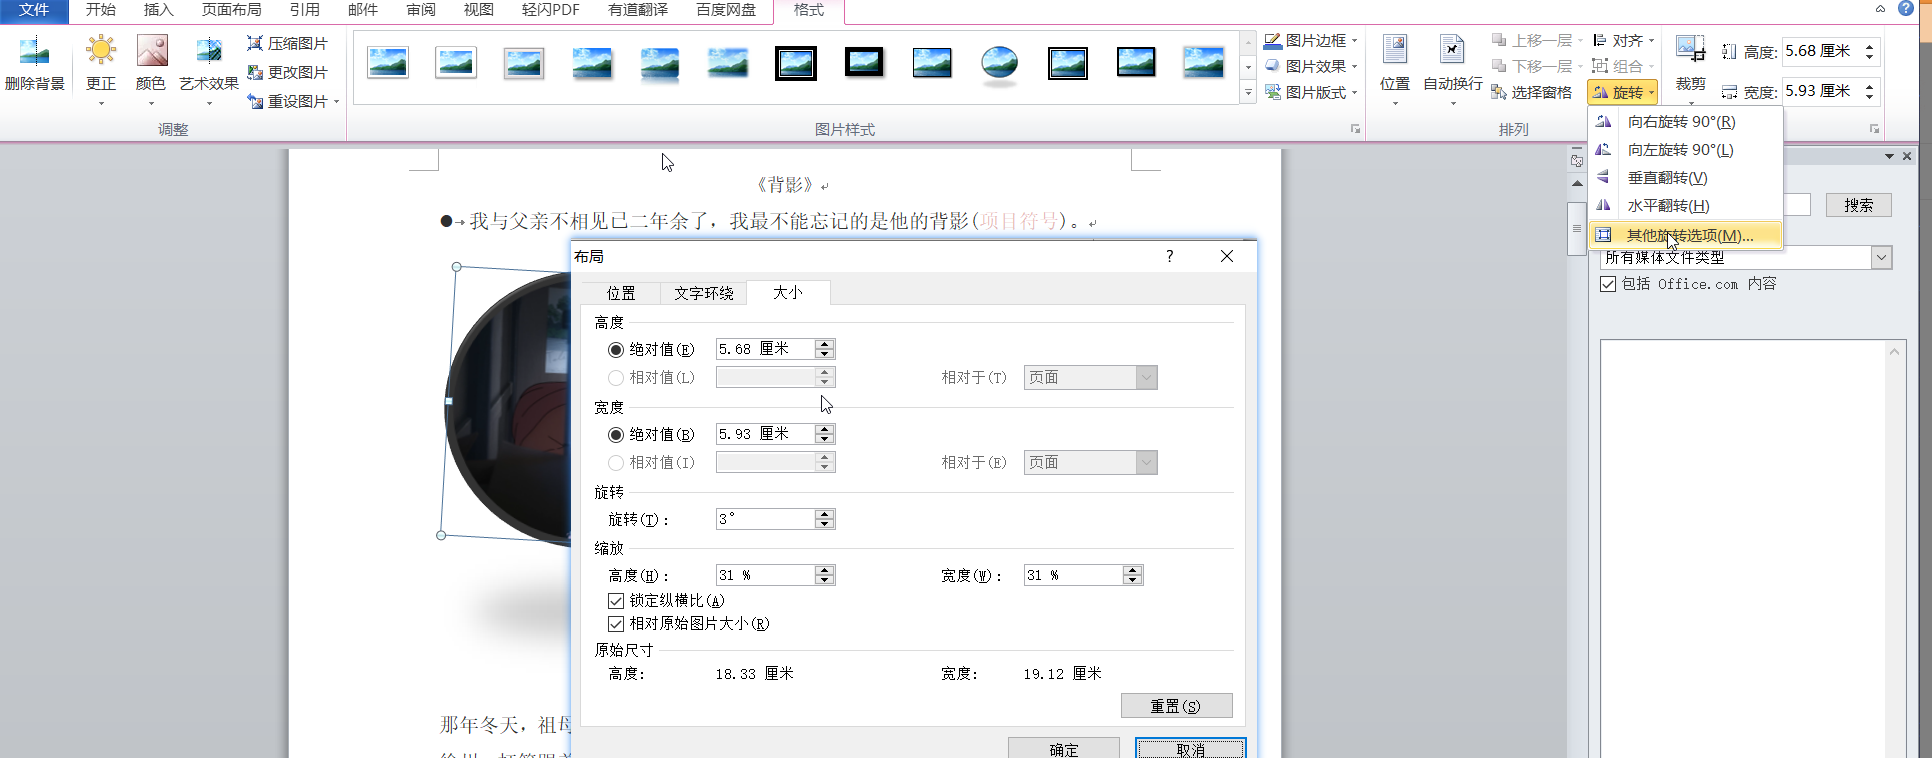 文件 开始 插入 页面布局 引用 邮件 审阅 视图 轻闪PDF 有道翻译 百度网盘 格式
删除背景
更正
颜色
艺术效果
压缩图片
更改图片
重设图片
调整
图片样式
图片边框
图片效果
图片版式
位置
自动换行
上移一层
下移一层
选择窗格
对齐
组合
旋转
排列
裁剪
高度: 5.68 厘米
宽度: 5.93 厘米
向右旋转 90°(R)
向左旋转 90°(L)
垂直翻转(V)
水平翻转(H)
其他旋转选项(M)...
搜索
所有媒体文件类型
包括 Office.com 内容
《背影》
我与父亲不相见已二年余了，我最不能忘记的是他的背影(项目符号)。
布局
?
位置 文字环绕 大小
高度
绝对值(E) 5.68 厘米
相对值(L) 相对于(T) 页面
宽度
绝对值(B) 5.93 厘米
相对值(I) 相对于(E) 页面
旋转
旋转(T): 3°
缩放
高度(H): 31 % 宽度(W): 31 %
锁定纵横比(A)
相对原始图片大小(R)
原始尺寸
高度: 18.33 厘米 宽度: 19.12 厘米
重置(S)
确定 取消
那年冬天，祖母